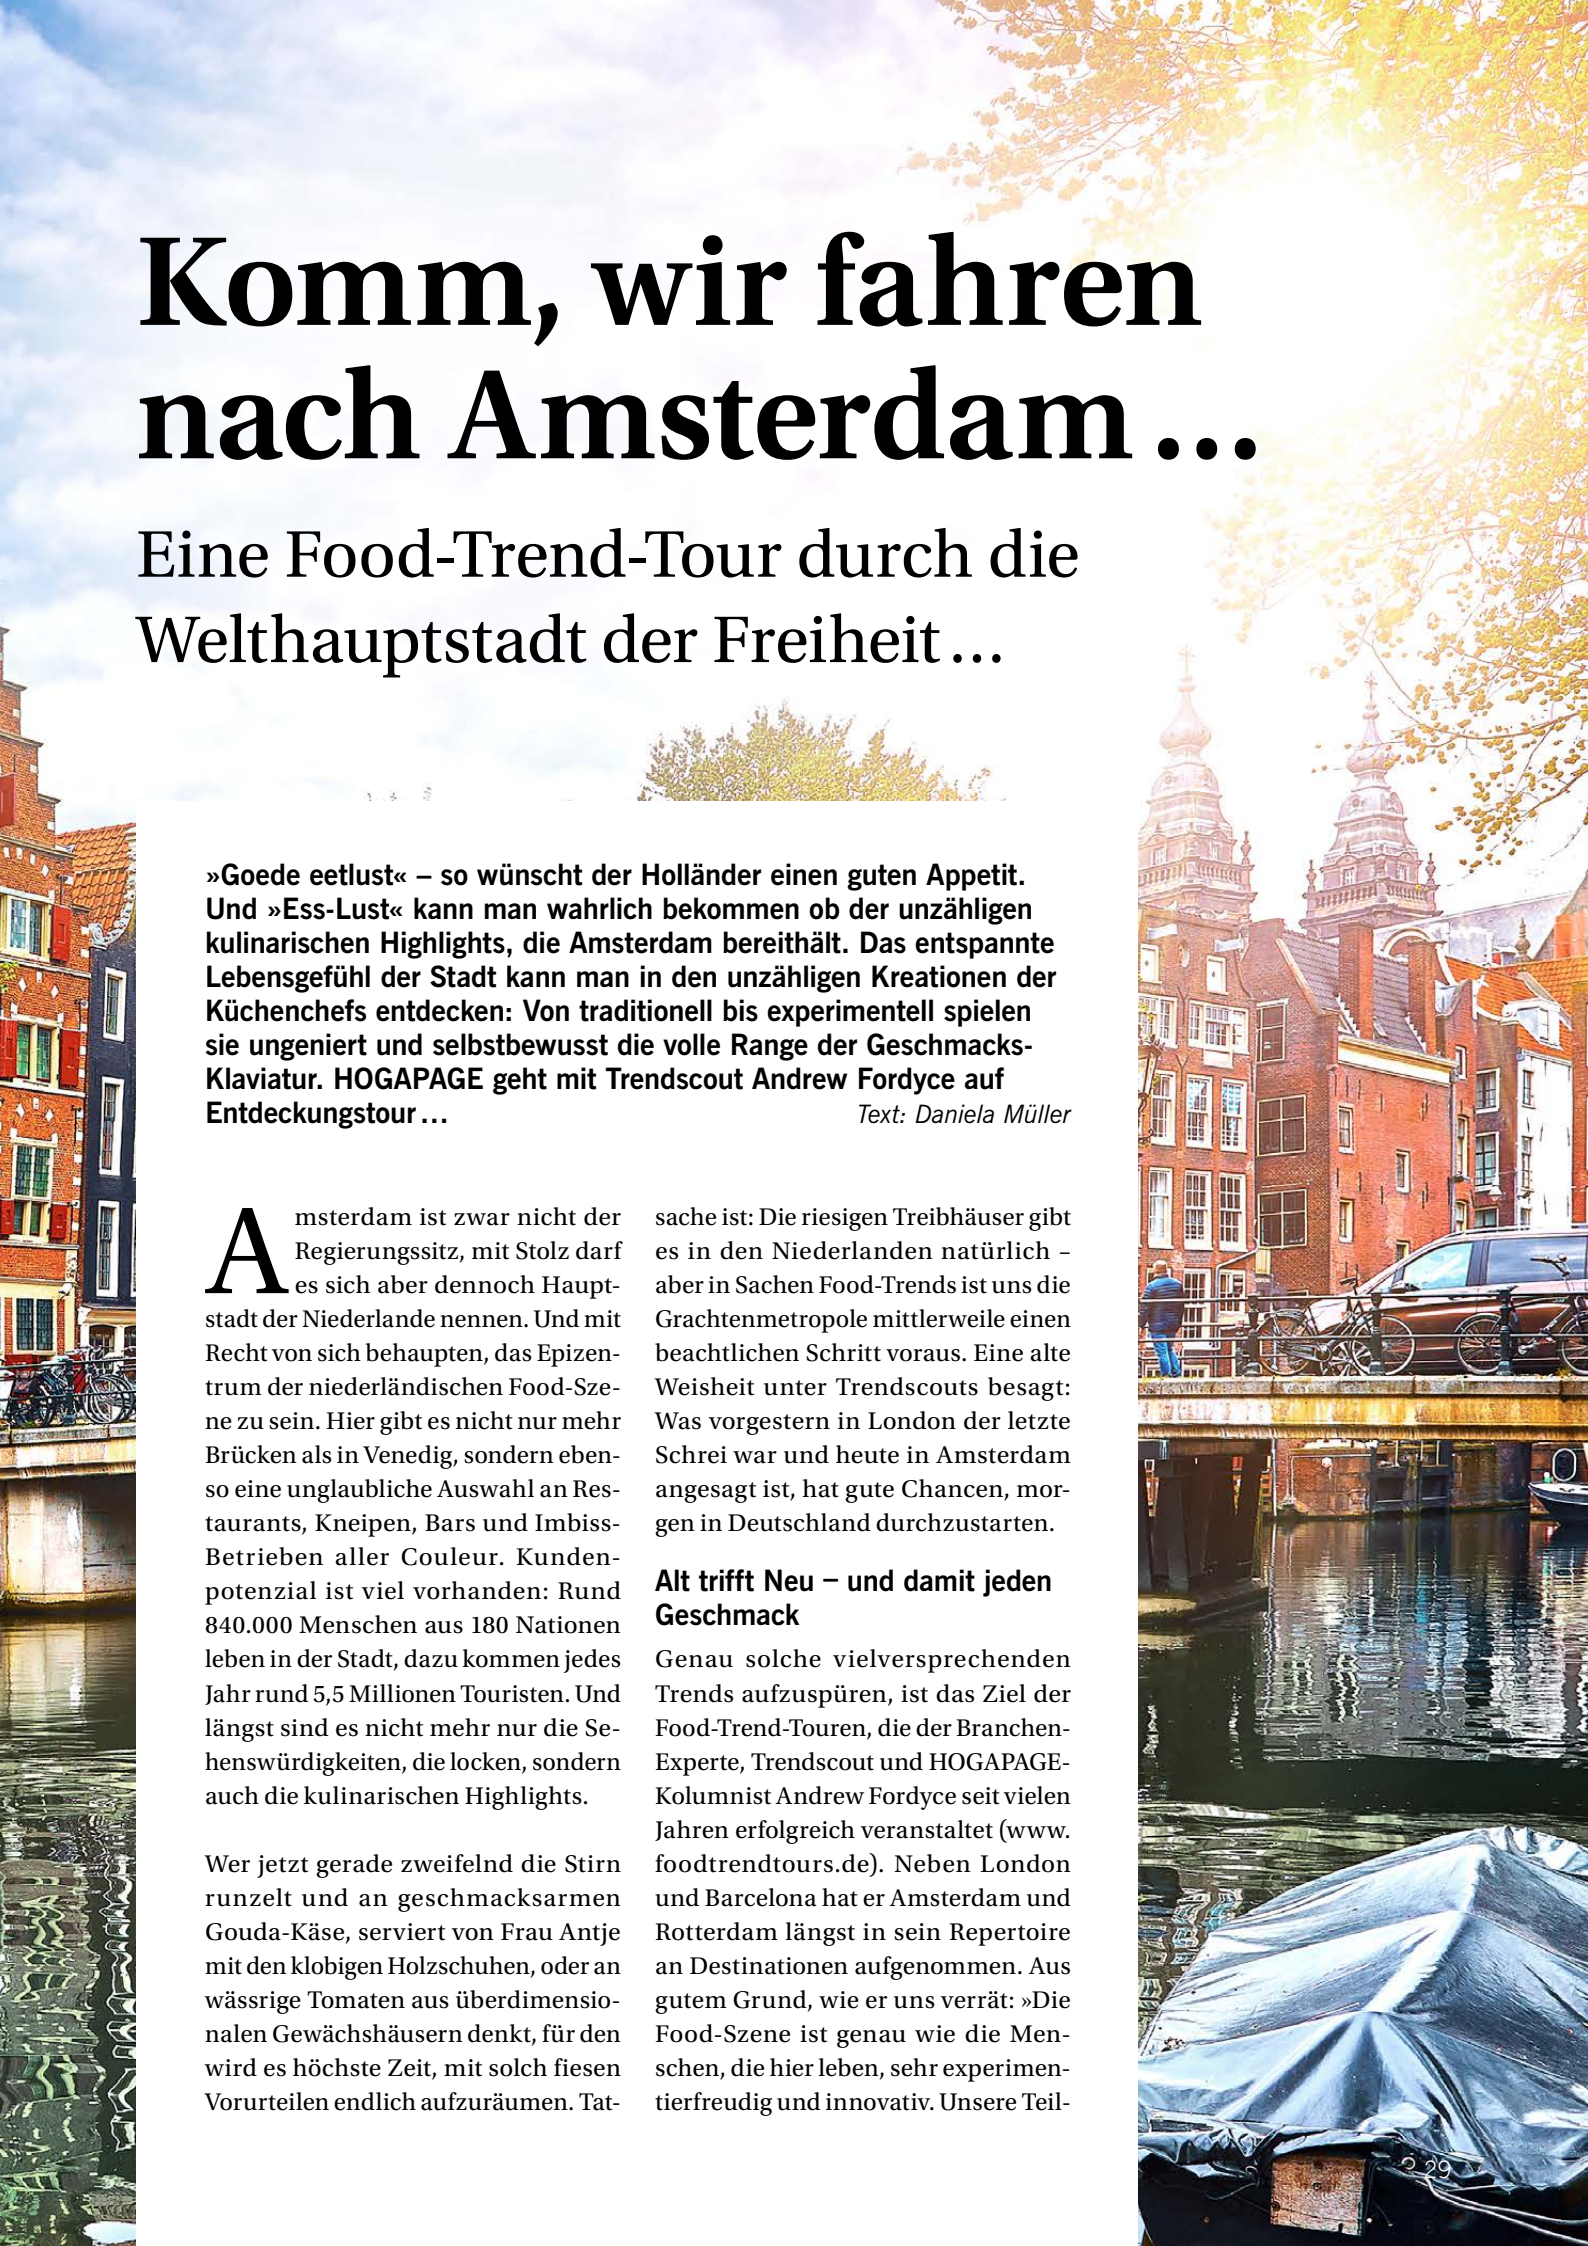 Komm, wir fahren
nach Amsterdam…
Eine Food-Trend-Tour durch die
Welthauptstadt der Freiheit…
»Goede eetlust« – so wünscht der Holländer einen guten Appetit.
Und »Ess-Lust« kann man wahrlich bekommen ob der unzähligen
kulinarischen Highlights, die Amsterdam bereithält. Das entspannte
Lebensgefühl der Stadt kann man in den unzähligen Kreationen der
Küchenchefs entdecken: Von traditionell bis experimentell spielen
sie ungeniert und selbstbewusst die volle Range der Geschmacks-
Klaviatur. HOGAPAGE geht mit Trendscout Andrew Fordyce auf
Entdeckungstour… Text: Daniela Müller
Amsterdam ist zwar nicht der
Regierungssitz, mit Stolz darf
es sich aber dennoch Haupt-
stadt der Niederlande nennen. Und mit
Recht von sich behaupten, das Epizen-
trum der niederländischen Food-Sze-
ne zu sein. Hier gibt es nicht nur mehr
Brücken als in Venedig, sondern eben-
so eine unglaubliche Auswahl an Res-
taurants, Kneipen, Bars und Imbiss-
Betrieben aller Couleur. Kunden-
potenzial ist viel vorhanden: Rund
840.000 Menschen aus 180 Nationen
leben in der Stadt, dazu kommen jedes
Jahr rund 5,5 Millionen Touristen. Und
längst sind es nicht mehr nur die Se-
henswürdigkeiten, die locken, sondern
auch die kulinarischen Highlights.
Wer jetzt gerade zweifelnd die Stirn
runzelt und an geschmacksarmen
Gouda-Käse, serviert von Frau Antje
mit den klobigen Holzschuhen, oder an
wässrige Tomaten aus überdimensio-
nalen Gewächshäusern denkt, für den
wird es höchste Zeit, mit solch fiesen
Vorurteilen endlich aufzuräumen. Tat-
sache ist: Die riesigen Treibhäuser gibt
es in den Niederlanden natürlich –
aber in Sachen Food-Trends ist uns die
Grachtenmetropole mittlerweile einen
beachtlichen Schritt voraus. Eine alte
Weisheit unter Trendscouts besagt:
Was vorgestern in London der letzte
Schrei war und heute in Amsterdam
angesagt ist, hat gute Chancen, mor-
gen in Deutschland durchzustarten.
Alt trifft Neu – und damit jeden
Geschmack
Genau solche vielversprechenden
Trends aufzuspüren, ist das Ziel der
Food-Trend-Touren, die der Branchen-
Experte, Trendscout und HOGAPAGE-
Kolumnist Andrew Fordyce seit vielen
Jahren erfolgreich veranstaltet (www.
foodtrendtours.de). Neben London
und Barcelona hat er Amsterdam und
Rotterdam längst in sein Repertoire
an Destinationen aufgenommen. Aus
gutem Grund, wie er uns verrät: »Die
Food-Szene ist genau wie die Men-
schen, die hier leben, sehr experimen-
tierfreudig und innovativ. Unsere Teil-
29